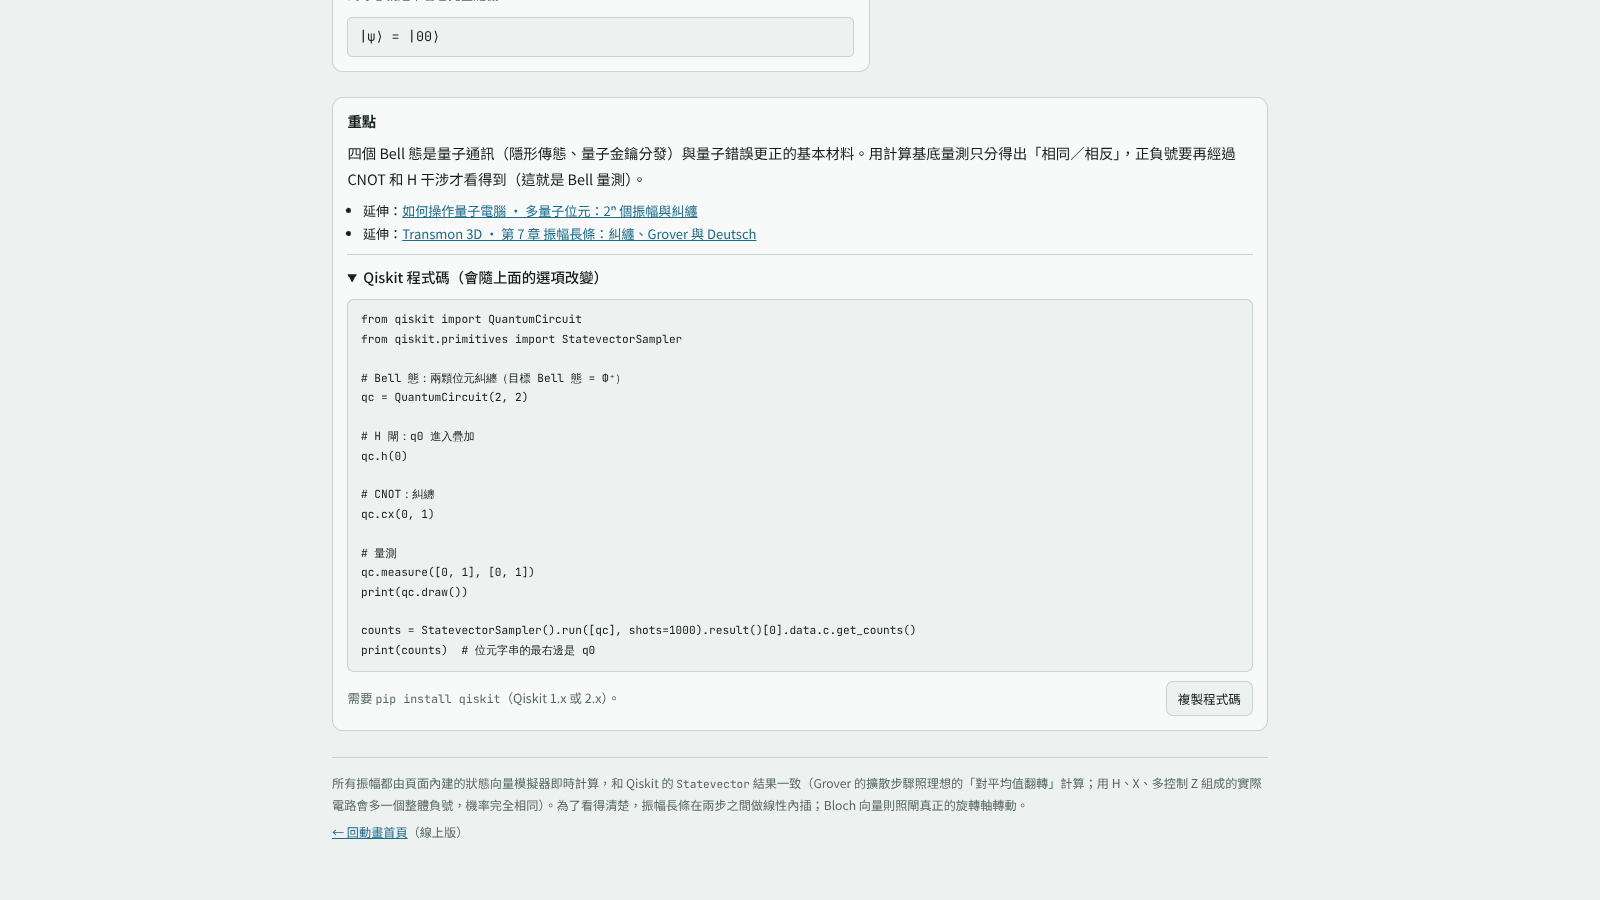 |ψ⟩ = |00⟩
重點
四個 Bell 態是量子通訊（隱形傳態、量子金鑰分發）與量子錯誤更正的基本材料。用計算基底量測只分得出「相同／相反」，正負號要再經過
CNOT 和 H 干涉才看得到（這就是 Bell 量測）。
延伸：如何操作量子電腦 · 多量子位元：2ⁿ 個振幅與糾纏
延伸：Transmon 3D · 第 7 章 振幅長條：糾纏、Grover 與 Deutsch
▼ Qiskit 程式碼（會隨上面的選項改變）
from qiskit import QuantumCircuit
from qiskit.primitives import StatevectorSampler
# Bell 態：兩顆位元糾纏（目標 Bell 態 = Φ⁺）
qc = QuantumCircuit(2, 2)
# H 閘：q0 進入疊加
qc.h(0)
# CNOT：糾纏
qc.cx(0, 1)
# 量測
qc.measure([0, 1], [0, 1])
print(qc.draw())
counts = StatevectorSampler().run([qc], shots=1000).result()[0].data.c.get_counts()
print(counts)  # 位元字串的最右邊是 q0
需要 pip install qiskit（Qiskit 1.x 或 2.x）。
複製程式碼
所有振幅都由頁面內建的狀態向量模擬器即時計算，和 Qiskit 的 Statevector 結果一致（Grover 的擴散步驟照理想的「對平均值翻轉」計算；用 H、X、多控制 Z 組成的實際
電路會多一個整體負號，機率完全相同）。為了看得清楚，振幅長條在兩步之間做線性內插；Bloch 向量則照閘真正的旋轉軸轉動。
← 回動畫首頁（線上版）